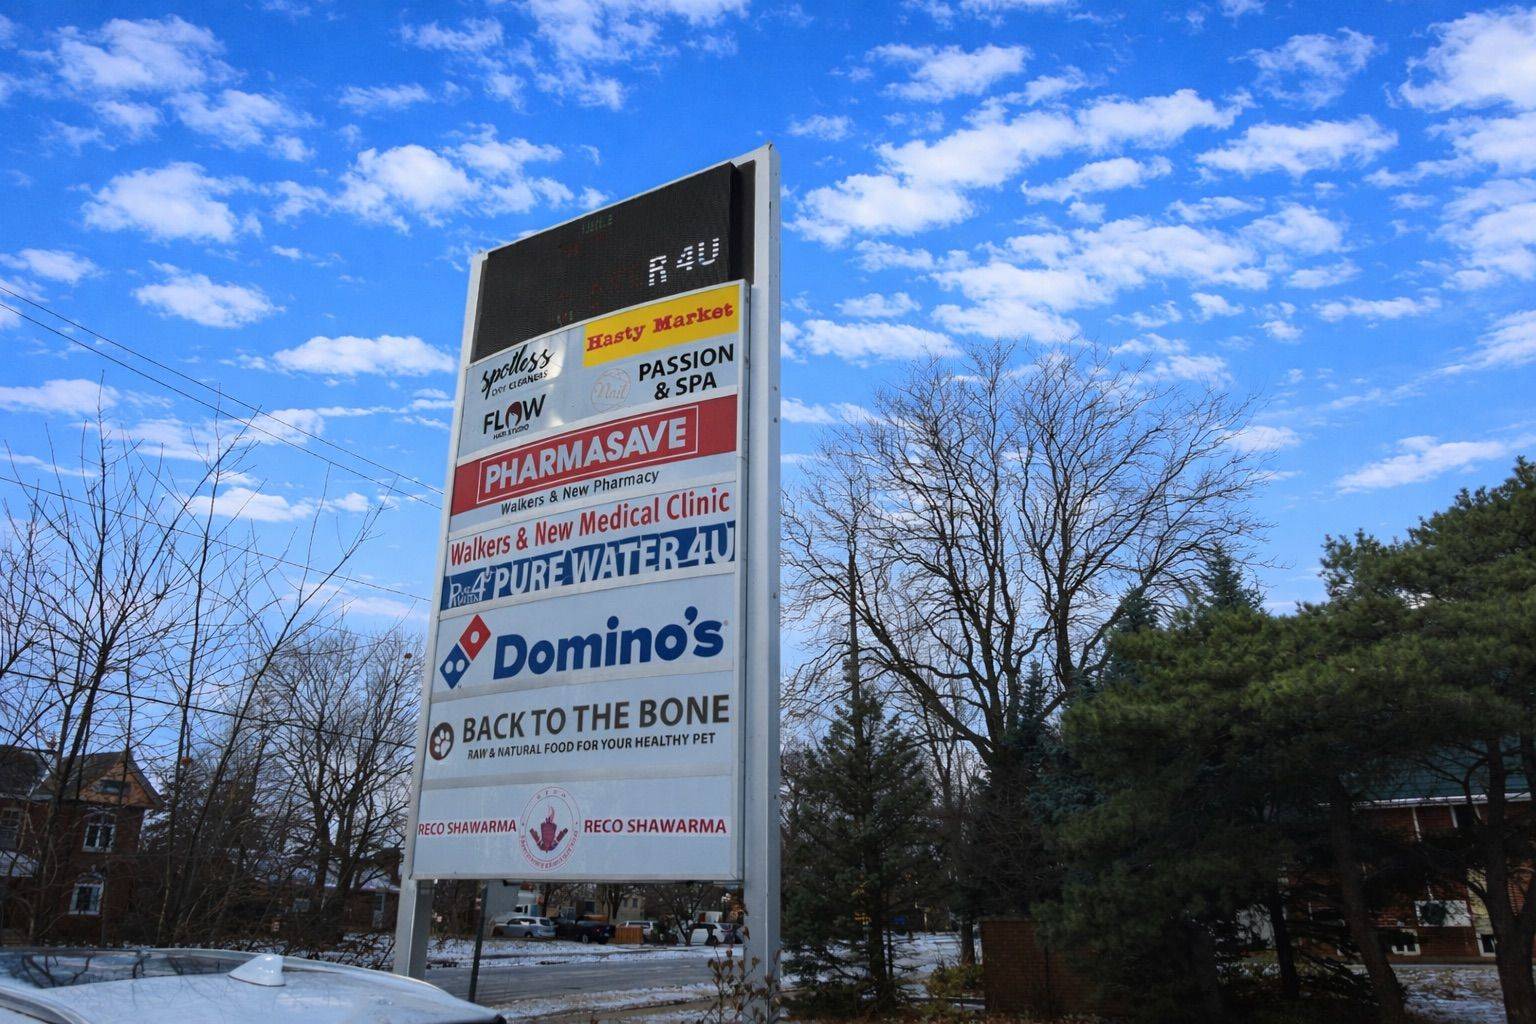 R 4U
Hasty Market
Spotless
DRY CLEANERS
Nail
PASSION
& SPA
FLOW
HAIR STUDIO
PHARMASAVE
Walkers & New Pharmacy
Walkers & New Medical Clinic
PURE WATER 4U
Domino's
BACK TO THE BONE
RAW & NATURAL FOOD FOR YOUR HEALTHY PET
RECO SHAWARMA
RECO SHAWARMA